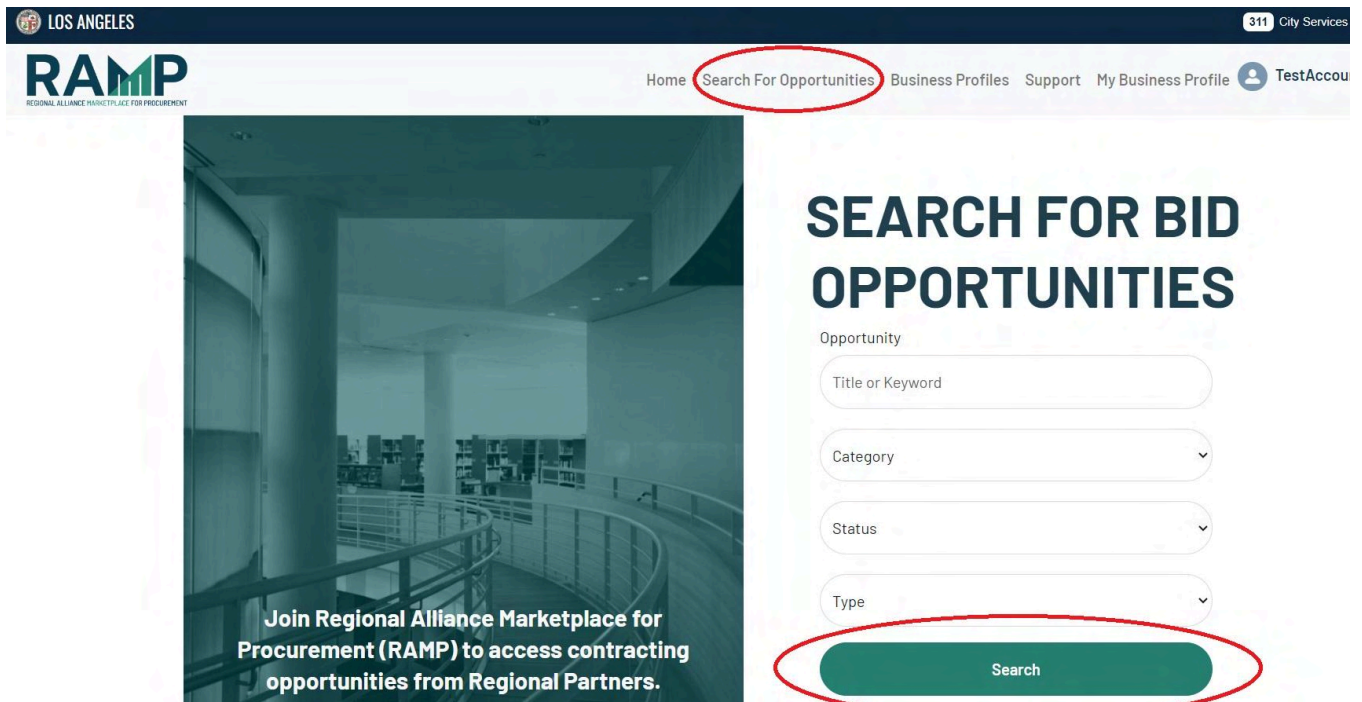 LOS ANGELES
311 City Services
RAMP
REGIONAL ALLIANCE MARKETPLACE FOR PROCUREMENT
Home Search For Opportunities Business Profiles Support My Business Profile TestAccou
SEARCH FOR BID
OPPORTUNITIES
Opportunity
Title or Keyword
Category
Status
Type
Search
Join Regional Alliance Marketplace for
Procurement (RAMP) to access contracting
opportunities from Regional Partners.